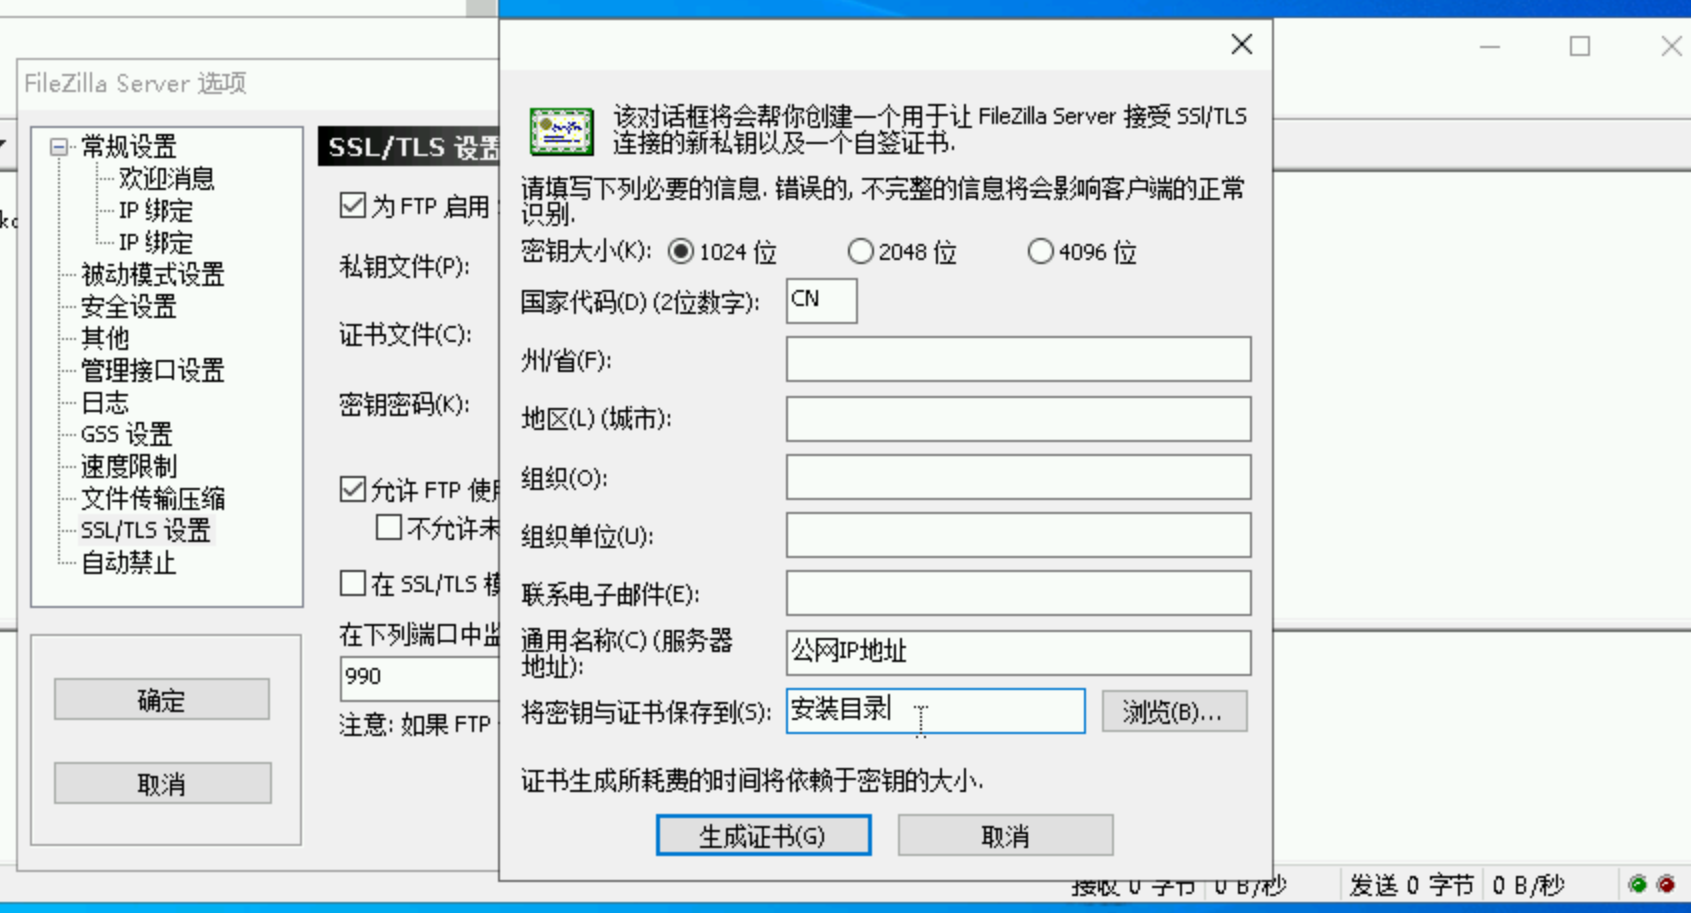 FileZilla Server 选项
常规设置
欢迎消息
IP 绑定
IP 绑定
被动模式设置
安全设置
其他
管理接口设置
日志
GSS 设置
速度限制
文件传输压缩
SSL/TLS 设置
自动禁止
确定
取消
SSL/TLS 设置
为 FTP 启用
私钥文件(P):
证书文件(C):
密钥密码(K):
允许 FTP 使用
不允许未
在 SSL/TLS 模
在下列端口中监
990
注意: 如果 FTP
该对话框将会帮你创建一个用于让 FileZilla Server 接受 SSl/TLS
连接的新私钥以及一个自签证书.
请填写下列必要的信息. 错误的, 不完整的信息将会影响客户端的正常
识别.
密钥大小(K): 1024 位 2048 位 4096 位
国家代码(D) (2位数字): CN
州/省(F):
地区(L) (城市):
组织(O):
组织单位(U):
联系电子邮件(E):
通用名称(C) (服务器
地址): 公网IP地址
将密钥与证书保存到(S): 安装目录 浏览(B)...
证书生成所耗费的时间将依赖于密钥的大小.
生成证书(G) 取消
接收 0 字节 0 B/秒 发送 0 字节 0 B/秒